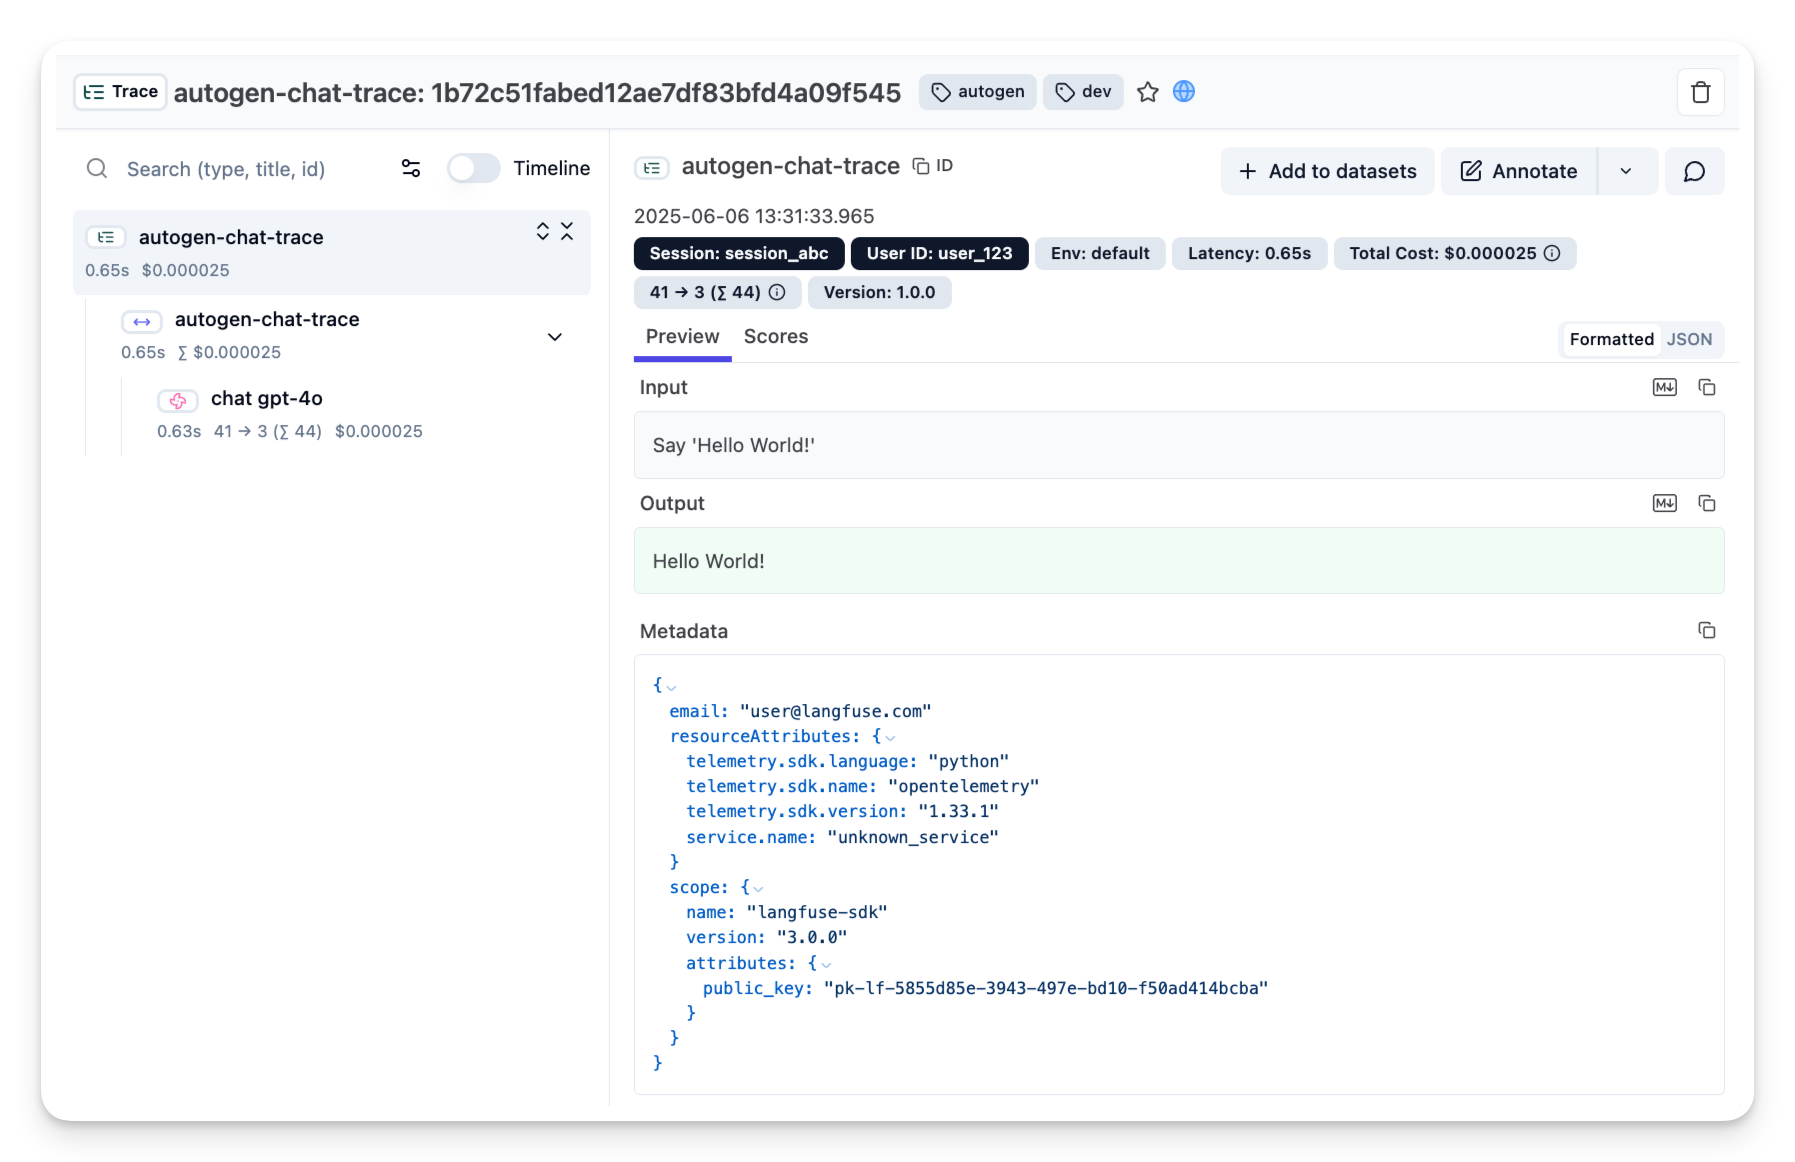 Trace autogen-chat-trace: 1b72c51fabed12ae7df83bfd4a09f545 autogen dev
Search (type, title, id) Timeline
autogen-chat-trace
0.65s $0.000025
autogen-chat-trace
0.65s ∑ $0.000025
chat gpt-4o
0.63s 41 → 3 (∑ 44) $0.000025
autogen-chat-trace ID
Add to datasets Annotate
2025-06-06 13:31:33.965
Session: session_abc User ID: user_123 Env: default Latency: 0.65s Total Cost: $0.000025
41 → 3 (∑ 44) Version: 1.0.0
Preview Scores Formatted JSON
Input
Say 'Hello World!'
Output
Hello World!
Metadata
{
email: "user@langfuse.com"
resourceAttributes: {
telemetry.sdk.language: "python"
telemetry.sdk.name: "opentelemetry"
telemetry.sdk.version: "1.33.1"
service.name: "unknown_service"
}
scope: {
name: "langfuse-sdk"
version: "3.0.0"
attributes: {
public_key: "pk-lf-5855d85e-3943-497e-bd10-f50ad414bcba"
}
}
}